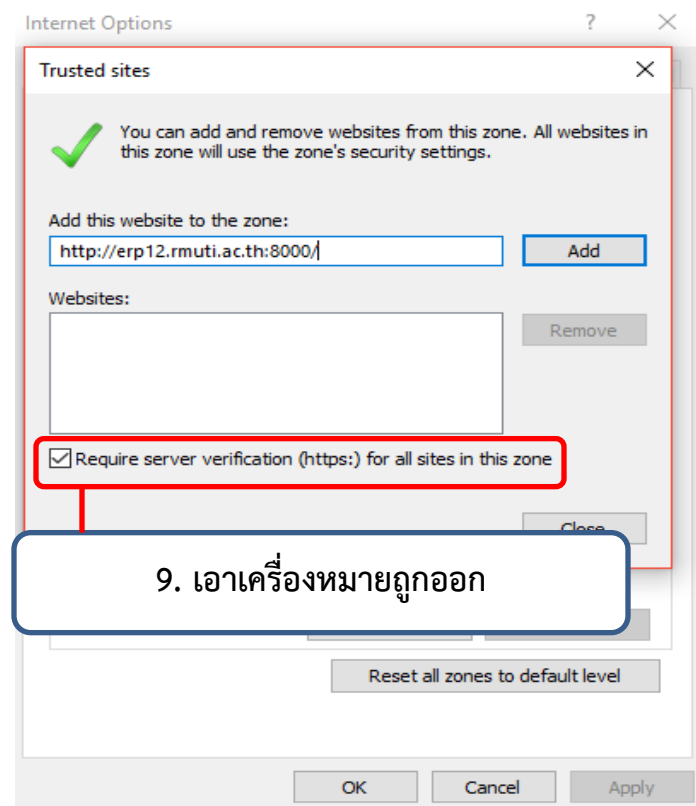 Internet Options
Trusted sites
You can add and remove websites from this zone. All websites in
this zone will use the zone's security settings.
Add this website to the zone:
http://erp12.rmuti.ac.th:8000/
Add
Websites:
Remove
Require server verification (https:) for all sites in this zone
Close
9. เอาเครื่องหมายถูกออก
Reset all zones to default level
OK
Cancel
Apply